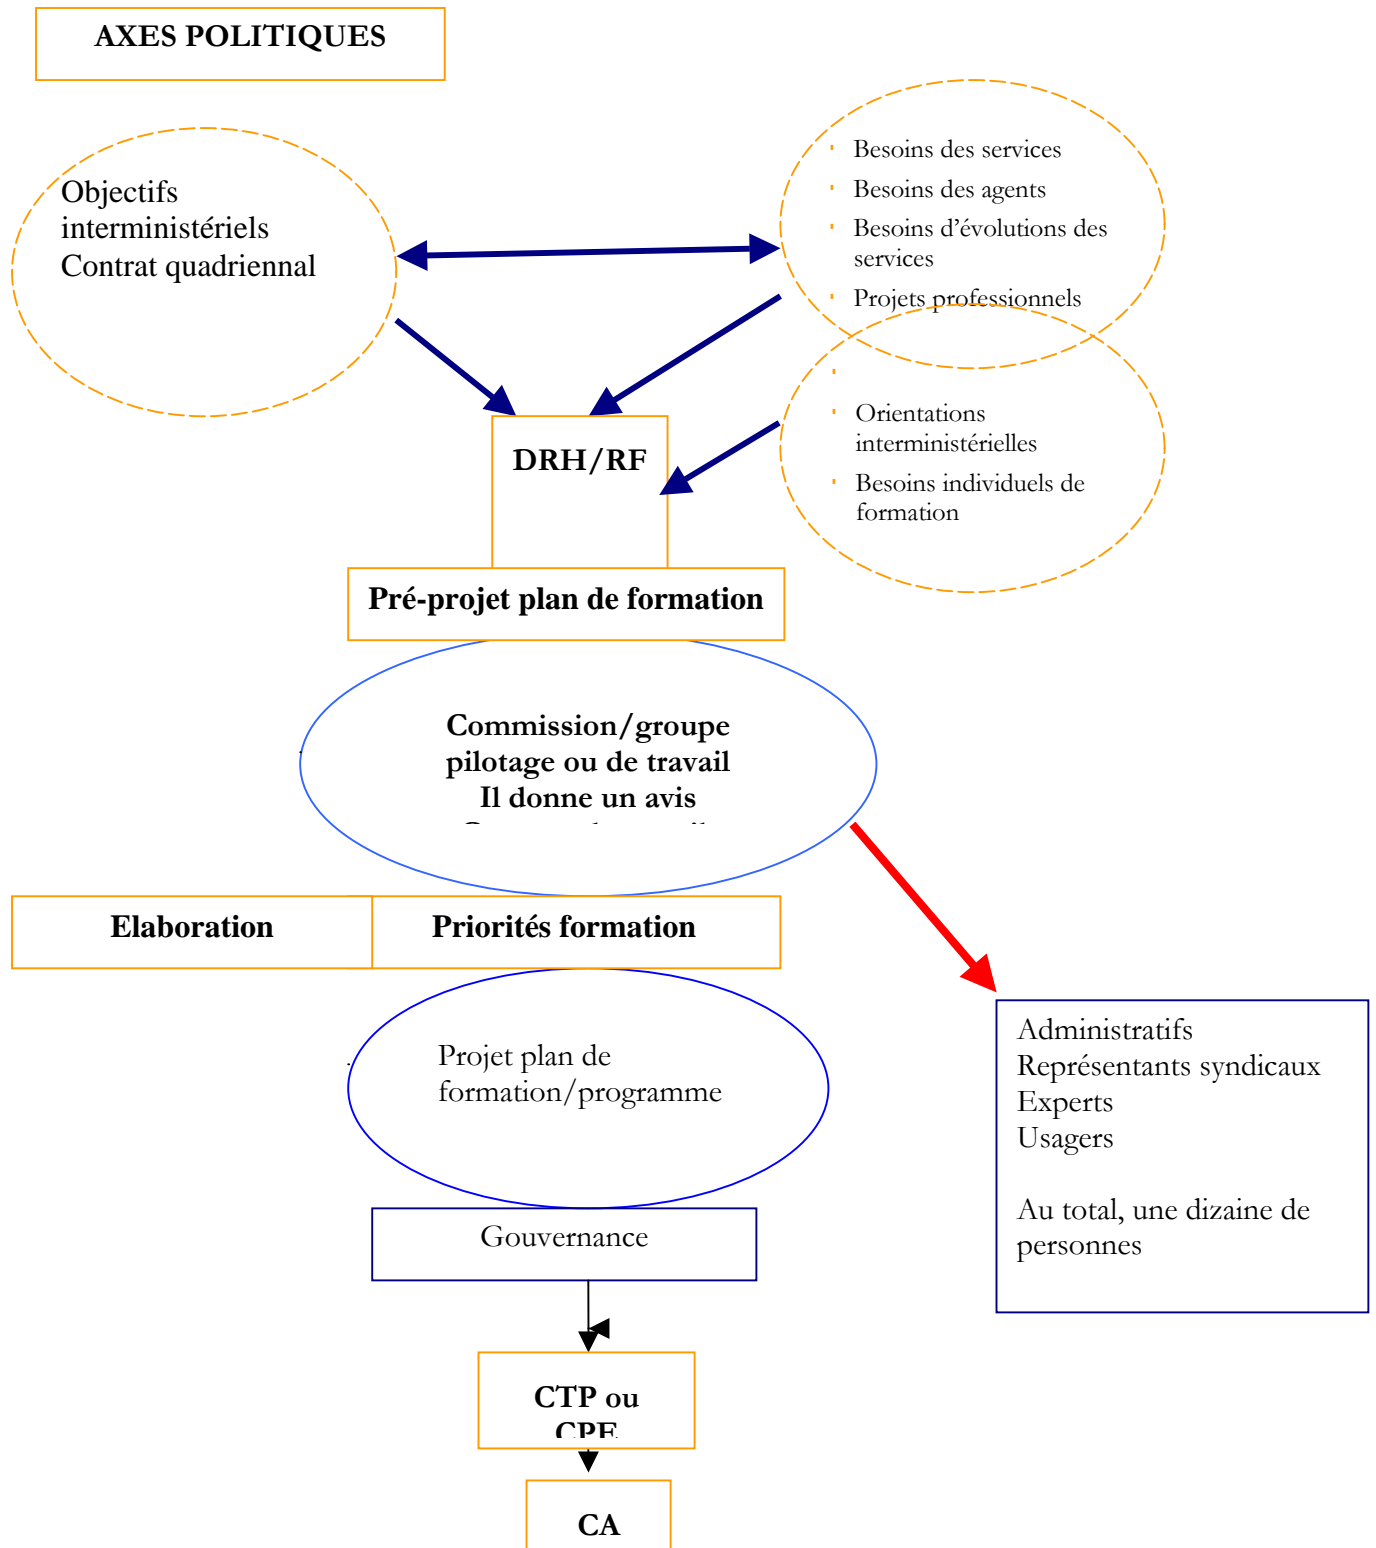 AXES POLITIQUES
Objectifs
interministériels
Contrat quadriennal
Besoins des services
Besoins des agents
Besoins d’évolutions des
services
Projets professionnels
Orientations
interministérielles
Besoins individuels de
formation
DRH/RF
Pré-projet plan de formation
Commission/groupe
pilotage ou de travail
Il donne un avis
Elaboration
Priorités formation
Projet plan de
formation/programme
Administratifs
Représentants syndicaux
Experts
Usagers
Au total, une dizaine de
personnes
Gouvernance
CTP ou
CPE
CA